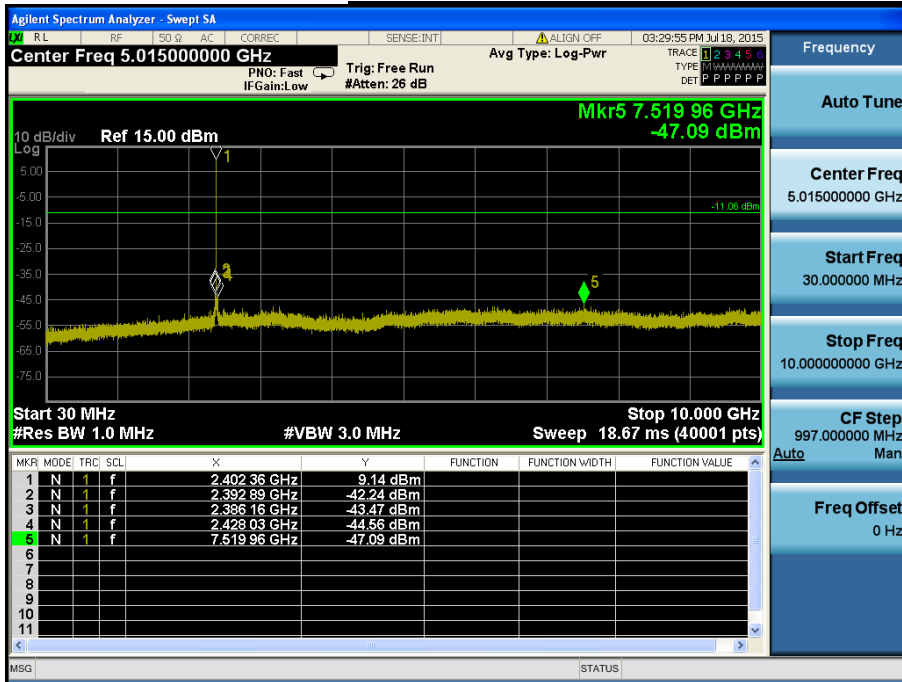 Agilent Spectrum Analyzer - Swept SA
LXI RL RF 50 Ω AC CORREC SENSE:INT ALIGN OFF 03:29:55 PM Jul 18, 2015
Center Freq 5.015000000 GHz
PNO: Fast
IFGain:Low
Trig: Free Run
#Atten: 26 dB
Avg Type: Log-Pwr
TRACE 1 2 3 4 5 6
TYPE M
DET P P P P P P
Mkr5 7.519 96 GHz
-47.09 dBm
10 dB/div Ref 15.00 dBm
Log
1
5.00
-5.00
-11.06 dBm
-15.0
-25.0
-35.0
5
-45.0
-55.0
-65.0
-75.0
Start 30 MHz Stop 10.000 GHz
#Res BW 1.0 MHz #VBW 3.0 MHz Sweep 18.67 ms (40001 pts)
MKR MODE TRC SCL X Y FUNCTION FUNCTION WIDTH FUNCTION VALUE
1 N 1 f 2.402 36 GHz 9.14 dBm
2 N 1 f 2.392 89 GHz -42.24 dBm
3 N 1 f 2.386 16 GHz -43.47 dBm
4 N 1 f 2.428 03 GHz -44.56 dBm
5 N 1 f 7.519 96 GHz -47.09 dBm
6
7
8
9
10
11
MSG STATUS
Frequency
Auto Tune
Center Freq
5.015000000 GHz
Start Freq
30.000000 MHz
Stop Freq
10.000000000 GHz
CF Step
997.000000 MHz
Auto Man
Freq Offset
0 Hz